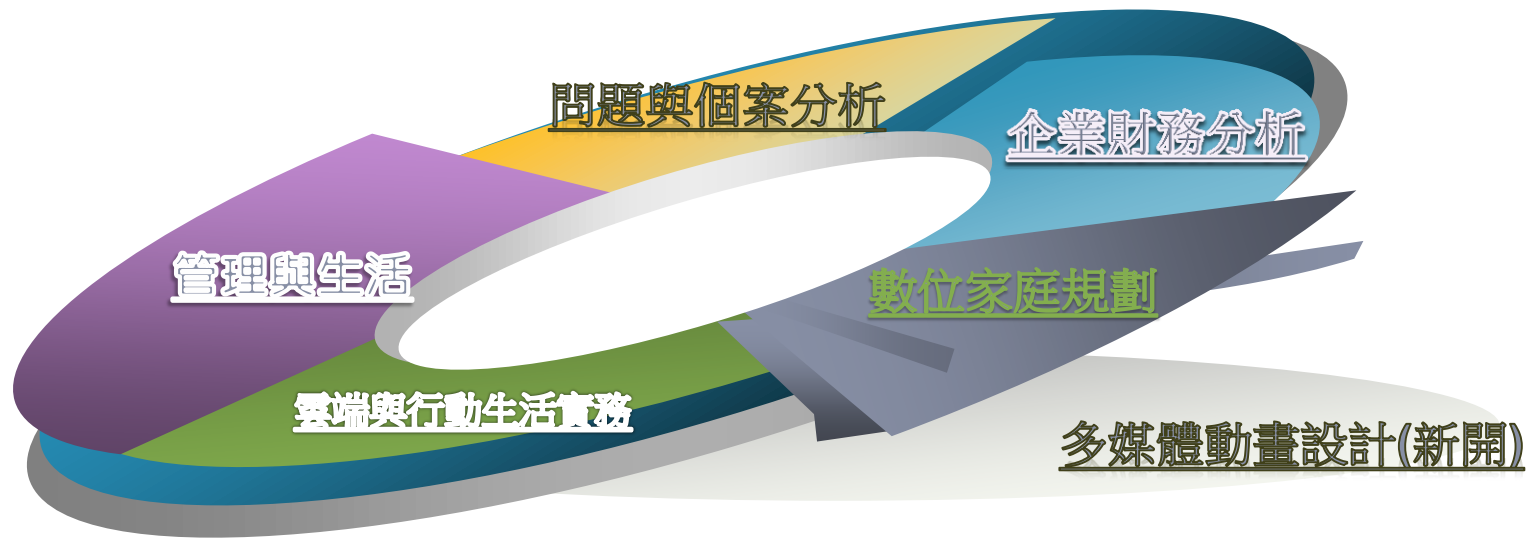 問題與個案分析
企業財務分析
管理與生活
數位家庭規劃
雲端與行動生活實務
多媒體動畫設計(新開)